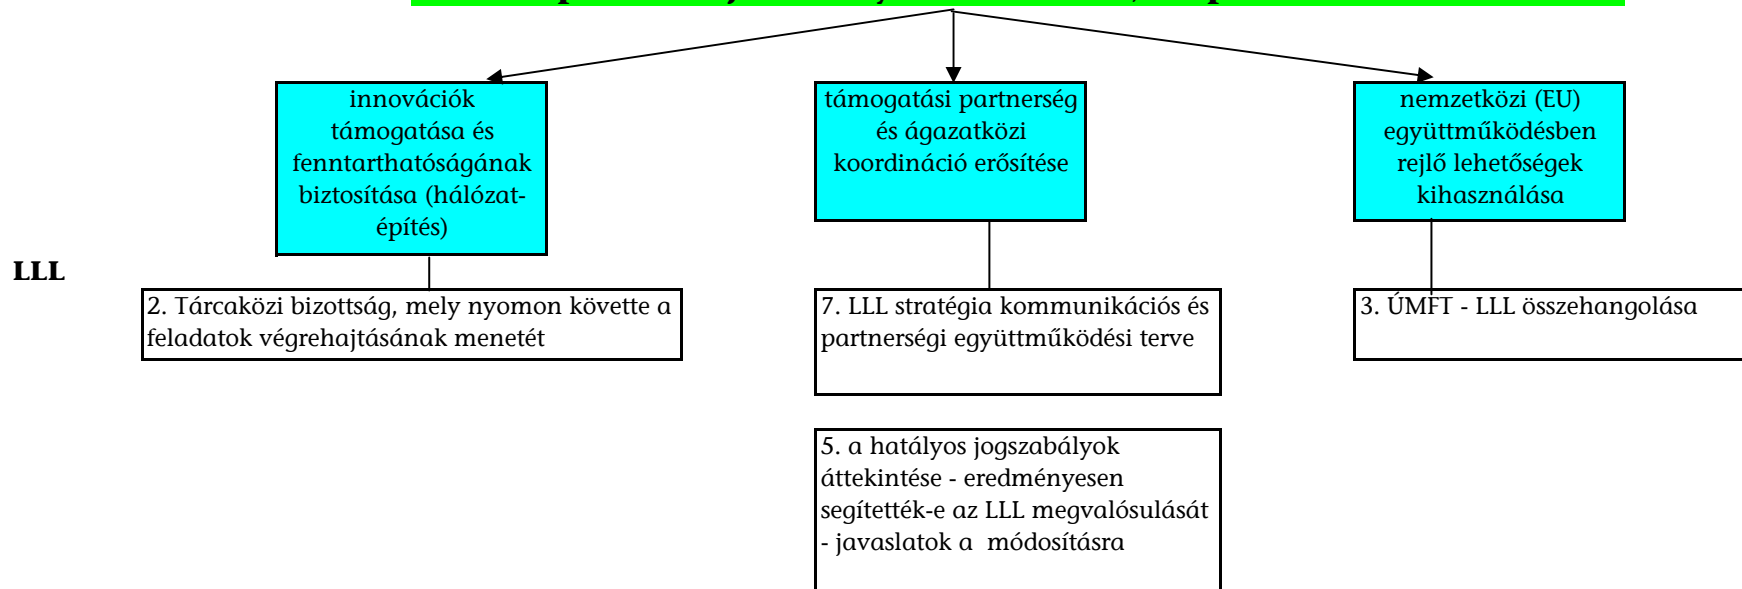 innovációk
támogatása és
fenntarthatóságának
biztosítása (hálózat-
építés)
támogatási partnerség
és ágazatközi
koordináció erősítése
nemzetközi (EU)
együttműködésben
rejlő lehetőségek
kihasználása
LLL
2. Tárcaközi bizottság, mely nyomon követte a
feladatok végrehajtásának menetét
7. LLL stratégia kommunikációs és
partnerségi együttműködési terve
3. ÚMFT - LLL összehangolása
5. a hatályos jogszabályok
áttekintése - eredményesen
segítették-e az LLL megvalósulását
- javaslatok a módosításra